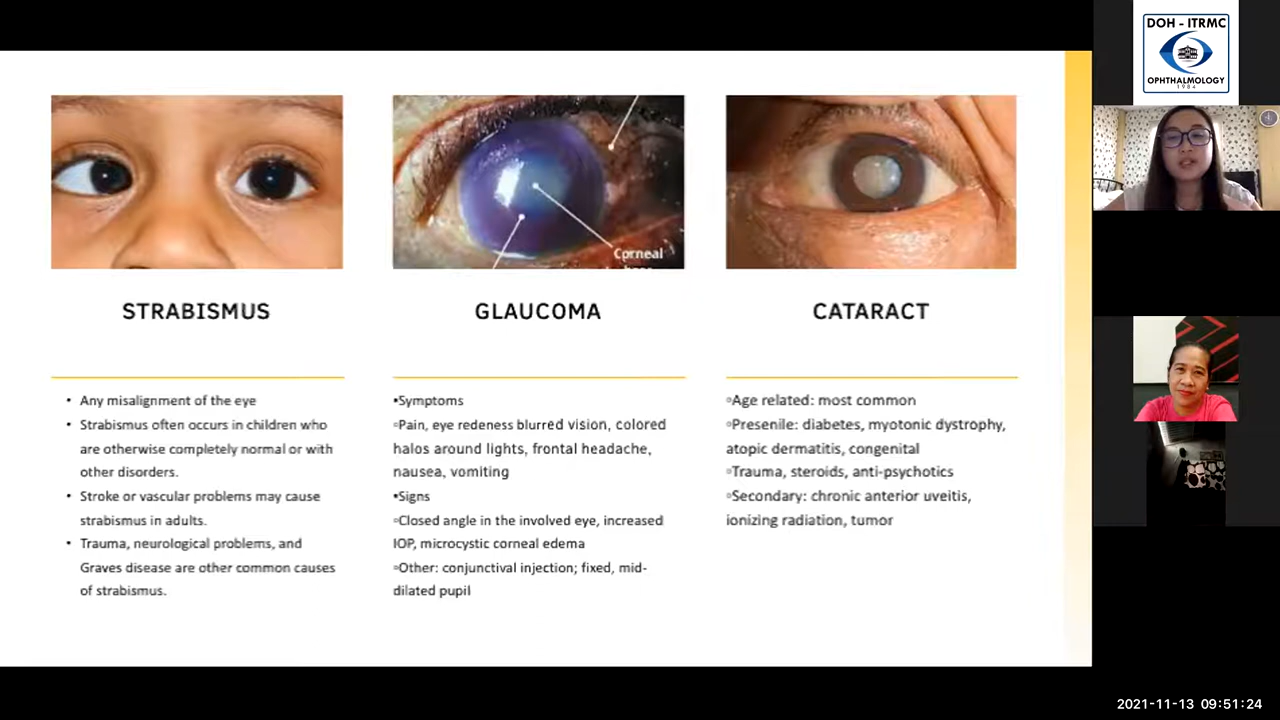 DOH - ITRMC
OPHTHALMOLOGY
1984
Corneal
STRABISMUS
• Any misalignment of the eye
• Strabismus often occurs in children who
are otherwise completely normal or with
other disorders.
• Stroke or vascular problems may cause
strabismus in adults.
• Trauma, neurological problems, and
Graves disease are other common causes
of strabismus.
GLAUCOMA
•Symptoms
▫Pain, eye redeness blurred vision, colored
halos around lights, frontal headache,
nausea, vomiting
•Signs
▫Closed angle in the involved eye, increased
IOP, microcystic corneal edema
▫Other: conjunctival injection; fixed, mid-
dilated pupil
CATARACT
▫Age related: most common
▫Presenile: diabetes, myotonic dystrophy,
atopic dermatitis, congenital
▫Trauma, steroids, anti-psychotics
▫Secondary: chronic anterior uveitis,
ionizing radiation, tumor
2021-11-13 09:51:24